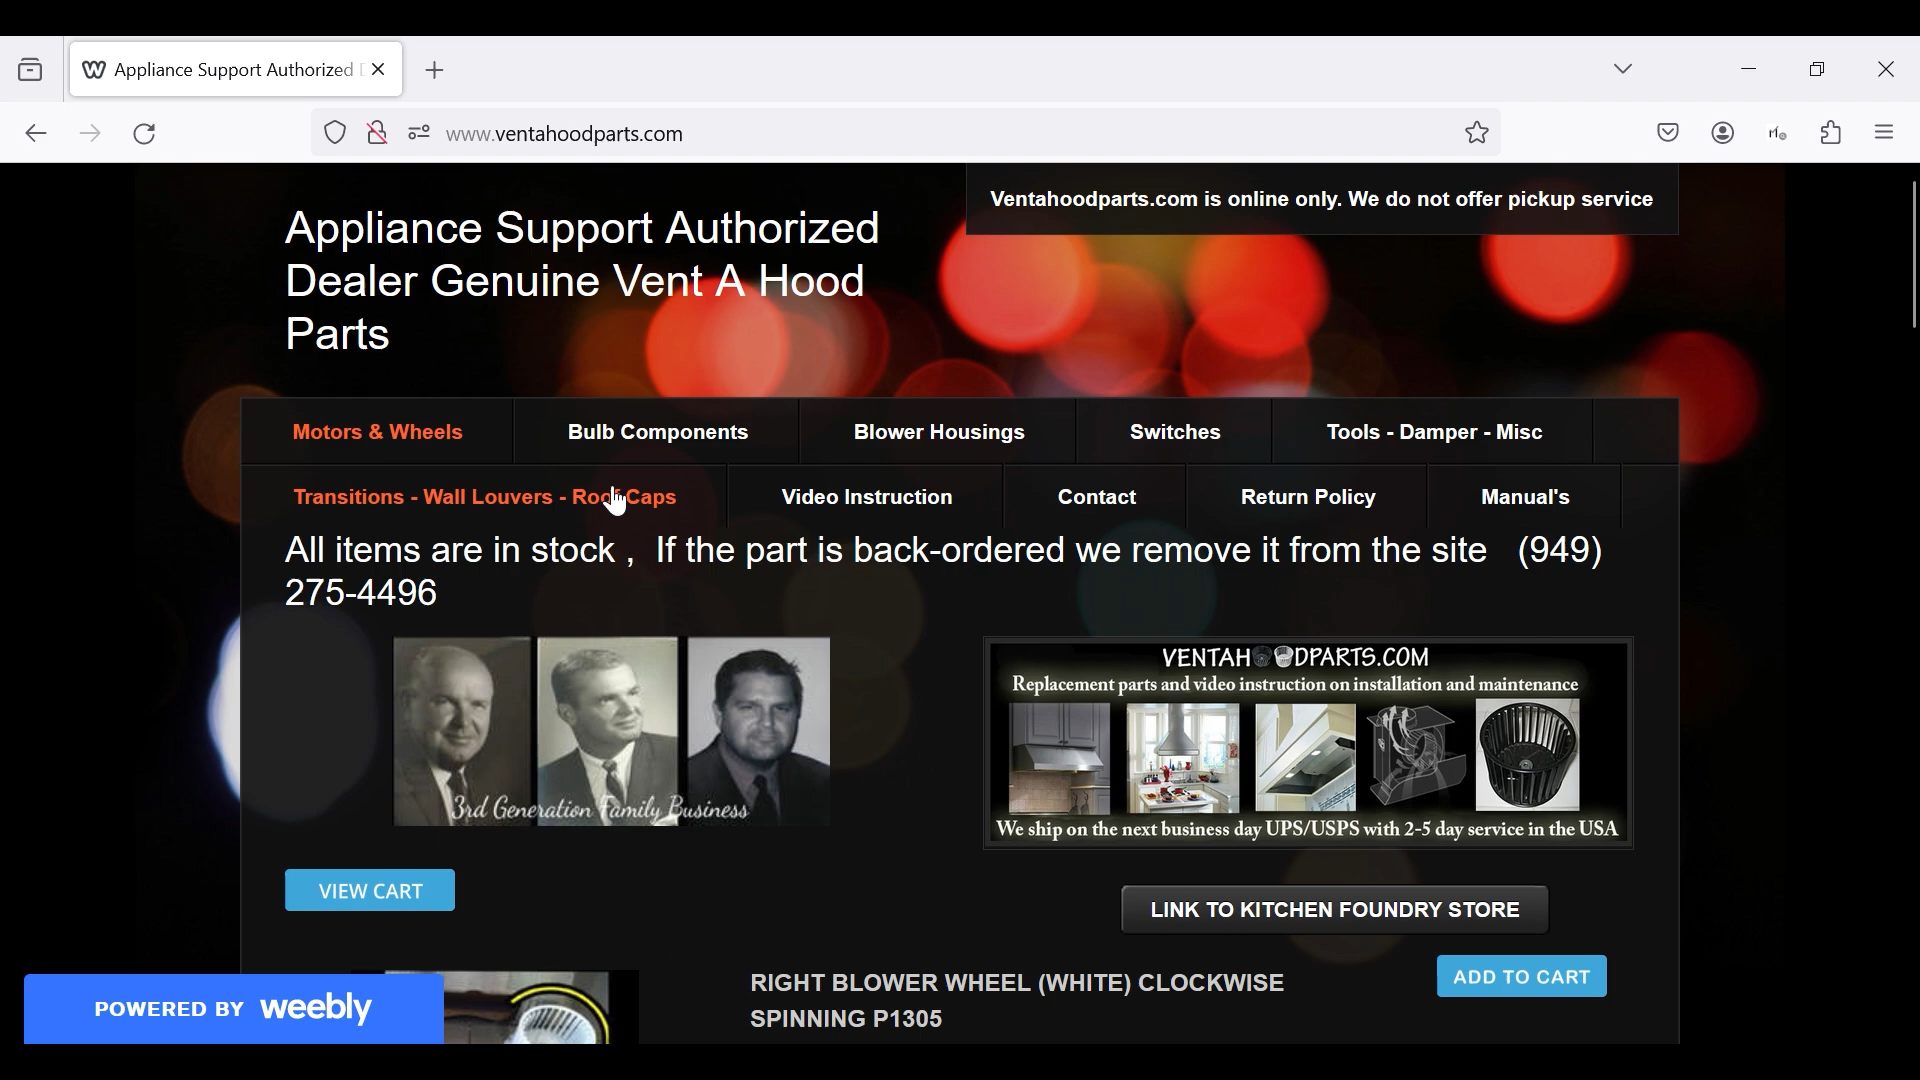 Appliance Support Authorized
www.ventahoodparts.com
Ventahoodparts.com is online only. We do not offer pickup service
Appliance Support Authorized
Dealer Genuine Vent A Hood
Parts
Motors & Wheels
Bulb Components
Blower Housings
Switches
Tools - Damper - Misc
Transitions - Wall Louvers - Roof Caps
Video Instruction
Contact
Return Policy
Manual's
All items are in stock , If the part is back-ordered we remove it from the site (949)
275-4496
3rd Generation Family Business
VENTAHOODPARTS.COM
Replacement parts and video instruction on installation and maintenance
We ship on the next business day UPS/USPS with 2-5 day service in the USA
VIEW CART
LINK TO KITCHEN FOUNDRY STORE
RIGHT BLOWER WHEEL (WHITE) CLOCKWISE
SPINNING P1305
ADD TO CART
POWERED BY weebly